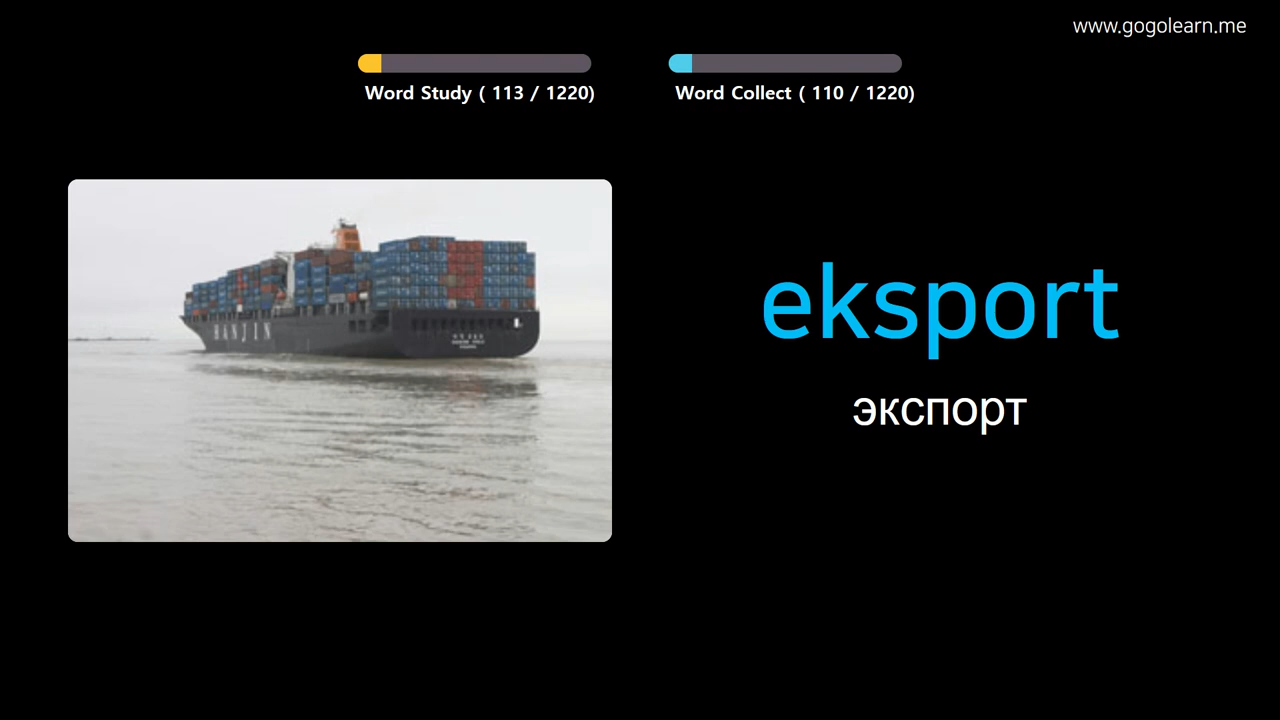 www.gogolearn.me
Word Study ( 113 / 1220)
Word Collect ( 110 / 1220)
HANJIN
eksport
экспорт